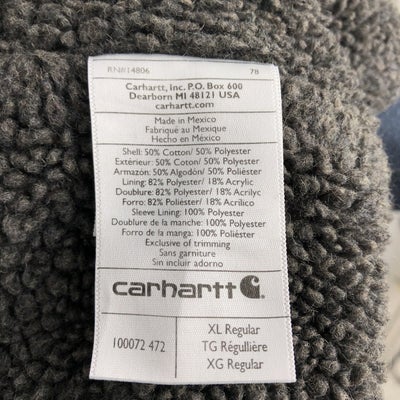 RN#14806 78
Carhartt, Inc. P.O. Box 600
Dearborn MI 48121 USA
carhartt.com
Made in Mexico
Fabriqué au Mexique
Hecho en México
Shell: 50% Cotton/ 50% Polyester
Extérieur: 50% Coton/ 50% Polyester
Armazón: 50% Algodón/ 50% Poliéster
Lining: 82% Polyester/ 18% Acrylic
Doublure: 82% Polyester/ 18% Acrilyc
Forro: 82% Poliéster/ 18% Acrílico
Sleeve Lining: 100% Polyester
Doublure de la manche: 100% Polyester
Forro de la manga: 100% Poliéster
Exclusive of trimming
Sans garniture
Sin incluir adorno
carhartt
100072 472
XL Regular
TG Régullière
XG Regular